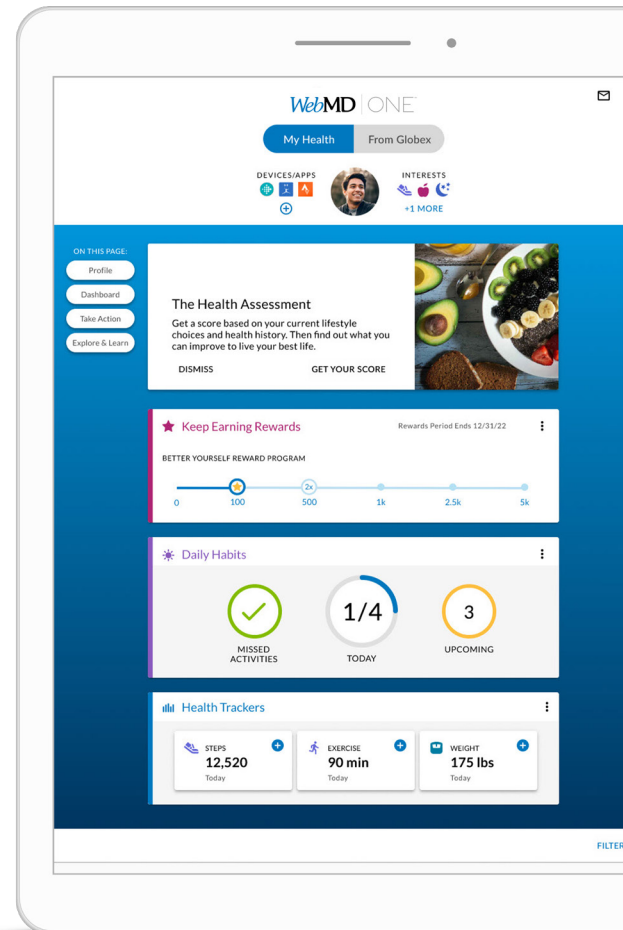 WebMD ONE
My Health
From Globex
DEVICES/APPS
INTERESTS
+1 MORE
ON THIS PAGE:
Profile
Dashboard
Take Action
Explore & Learn
The Health Assessment
Get a score based on your current lifestyle
choices and health history. Then find out what you
can improve to live your best life.
DISMISS
GET YOUR SCORE
Keep Earning Rewards
Rewards Period Ends 12/31/22
BETTER YOURSELF REWARD PROGRAM
2x
0
100
500
1k
2.5k
5k
Daily Habits
1/4
3
MISSED
ACTIVITIES
TODAY
UPCOMING
Health Trackers
STEPS
12,520
Today
EXERCISE
90 min
Today
WEIGHT
175 lbs
Today
FILTER